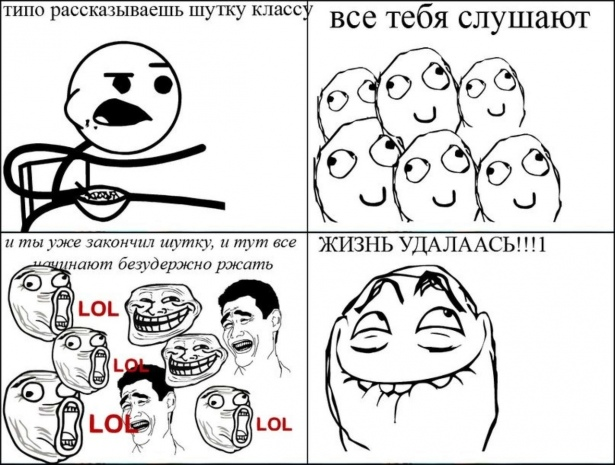 типо рассказываешь шутку классу
все тебя слушают
и ты уже закончил шутку, и тут все
начинают безудержно ржать
LOL
LOL
LOL
LOL
ЖИЗНЬ УДАЛААСЬ!!!1